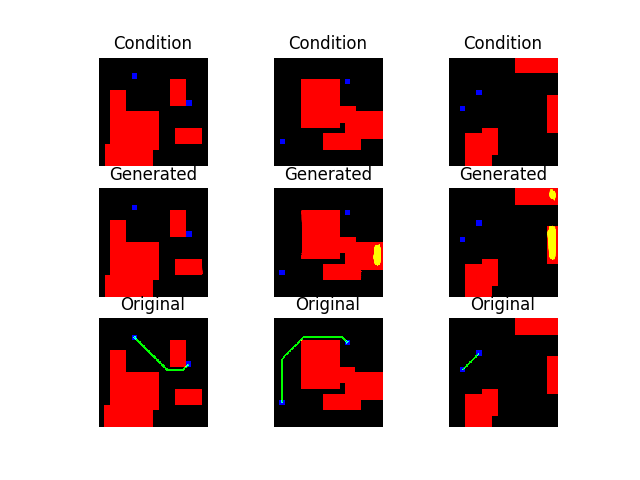 Condition Condition Condition
Generated Generated Generated
Original Original Original